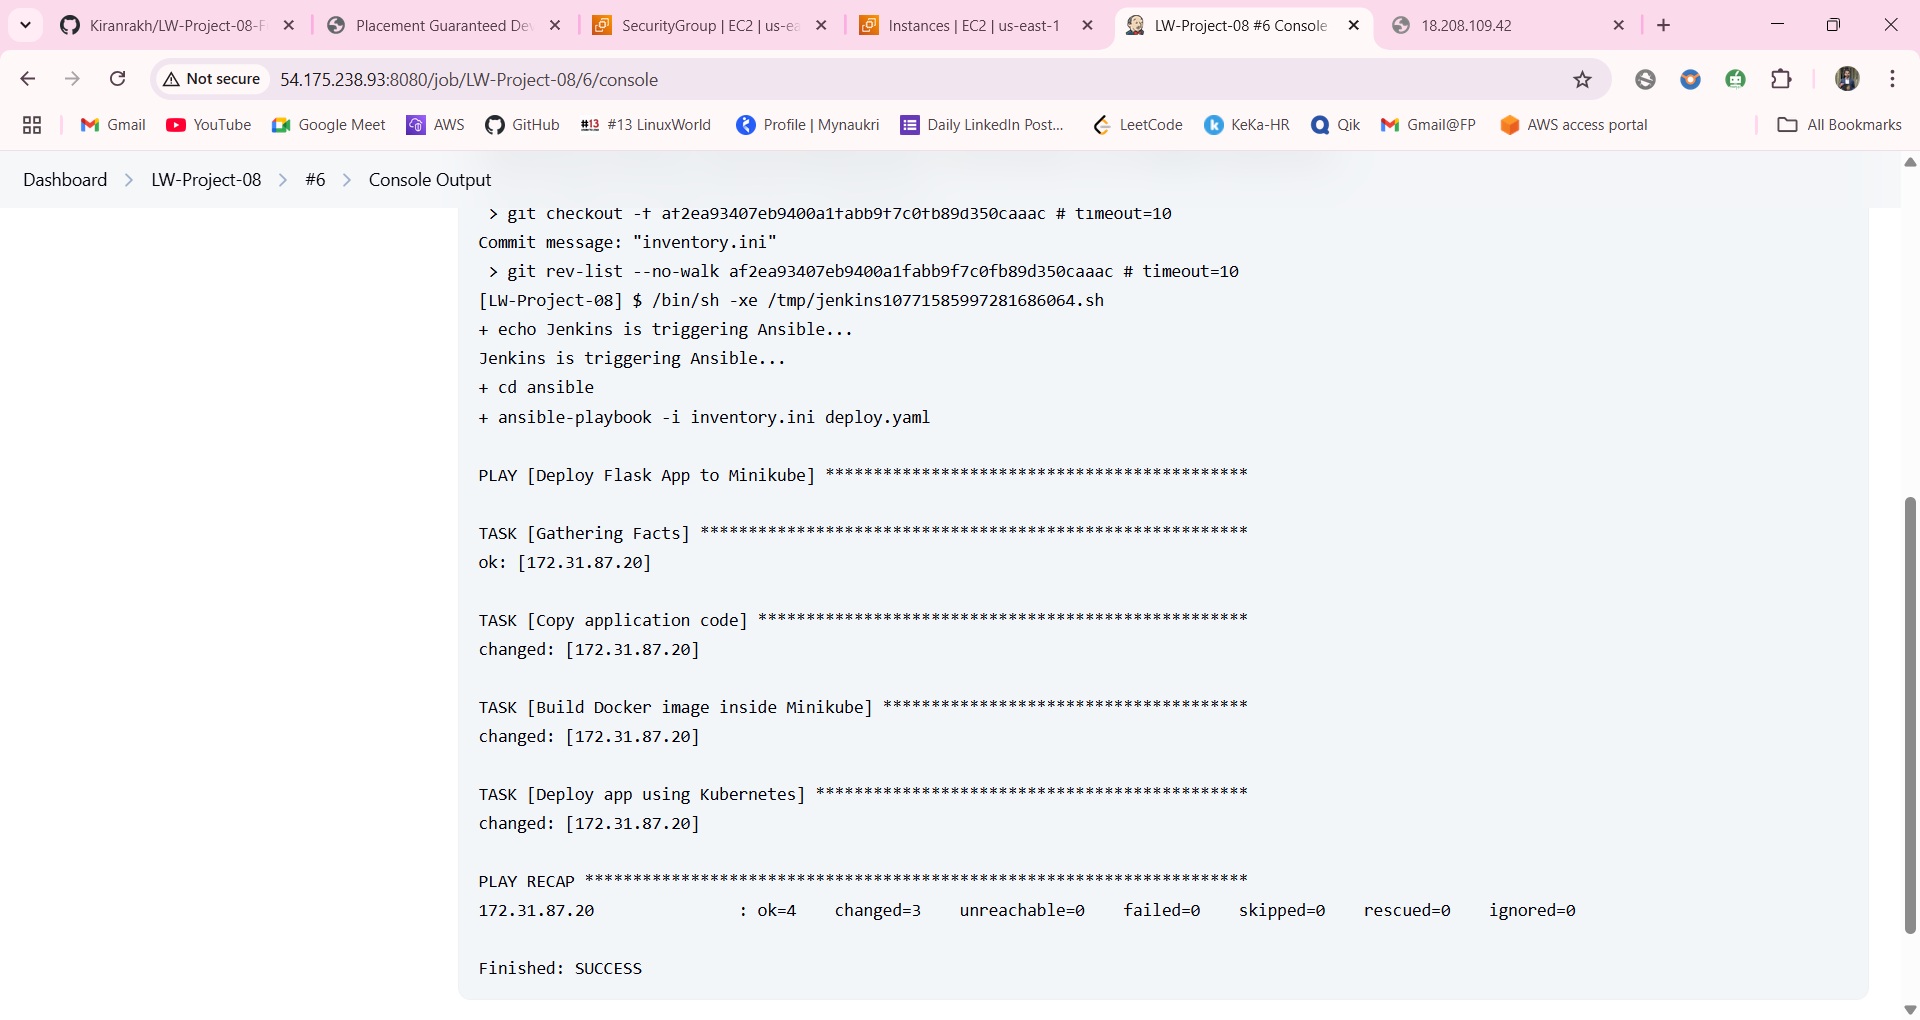 Kiranrakh/LW-Project-08-F
Placement Guaranteed Dev
SecurityGroup | EC2 | us-ea
Instances | EC2 | us-east-1
LW-Project-08 #6 Console
18.208.109.42
Not secure
54.175.238.93:8080/job/LW-Project-08/6/console
Gmail
YouTube
Google Meet
AWS
GitHub
#13 #13 LinuxWorld
Profile | Mynaukri
Daily LinkedIn Post...
LeetCode
KeKa-HR
Qik
Gmail@FP
AWS access portal
All Bookmarks
Dashboard > LW-Project-08 > #6 > Console Output
> git checkout -f af2ea93407eb9400a1fabb9f7c0fb89d350caaac # timeout=10
Commit message: "inventory.ini"
> git rev-list --no-walk af2ea93407eb9400a1fabb9f7c0fb89d350caaac # timeout=10
[LW-Project-08] $ /bin/sh -xe /tmp/jenkins10771585997281686064.sh
+ echo Jenkins is triggering Ansible...
Jenkins is triggering Ansible...
+ cd ansible
+ ansible-playbook -i inventory.ini deploy.yaml
PLAY [Deploy Flask App to Minikube] ********************************************
TASK [Gathering Facts] *********************************************************
ok: [172.31.87.20]
TASK [Copy application code] ***************************************************
changed: [172.31.87.20]
TASK [Build Docker image inside Minikube] **************************************
changed: [172.31.87.20]
TASK [Deploy app using Kubernetes] *********************************************
changed: [172.31.87.20]
PLAY RECAP *********************************************************************
172.31.87.20 : ok=4 changed=3 unreachable=0 failed=0 skipped=0 rescued=0 ignored=0
Finished: SUCCESS